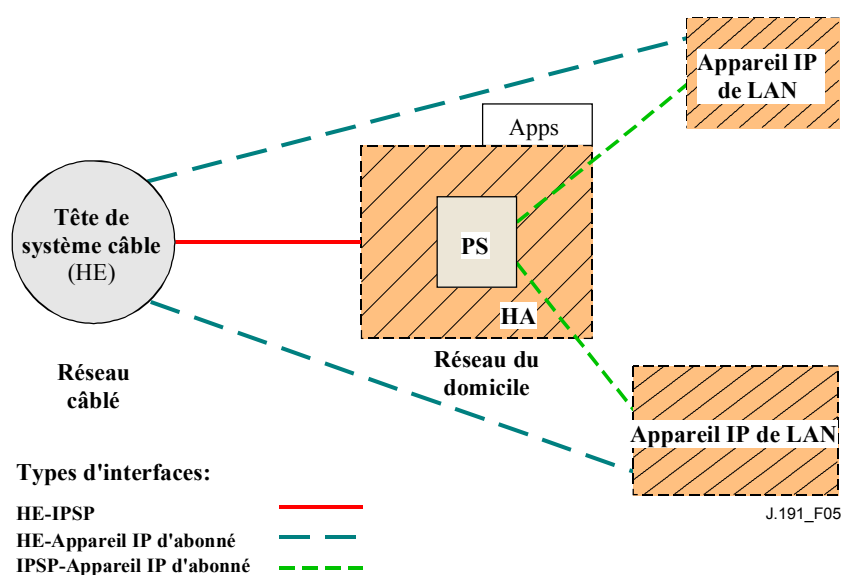 Appareil IP
de LAN
Apps
Tête de
système câble
(HE)
PS
HA
Réseau du
domicile
Réseau
câblé
Appareil IP de LAN
Types d'interfaces:
HE-IPSP
HE-Appareil IP d'abonné
IPSP-Appareil IP d'abonné
J.191_F05